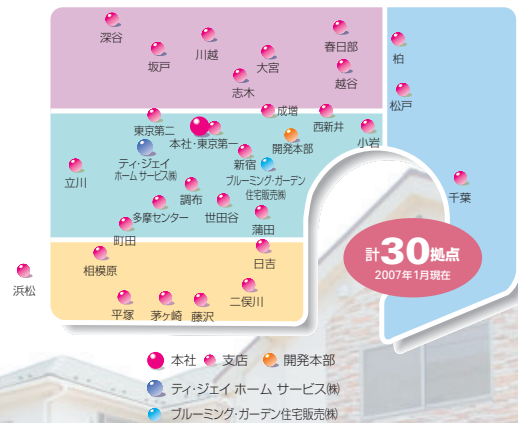 深谷
坂戸
川越
大宮
春日部
志木
越谷
柏
松戸
成増
西新井
小岩
東京第二
本社・東京第一
開発本部
ティ・ジェイ
ホーム サービス㈱
新宿
ブルーミング・ガーデン
住宅販売㈱
立川
調布
多摩センター
世田谷
蒲田
町田
千葉
計30拠点
2007年1月現在
日吉
相模原
浜松
二俣川
平塚
茅ヶ崎
藤沢
本社 支店 開発本部
ティ・ジェイ ホーム サービス㈱
ブルーミング・ガーデン住宅販売㈱